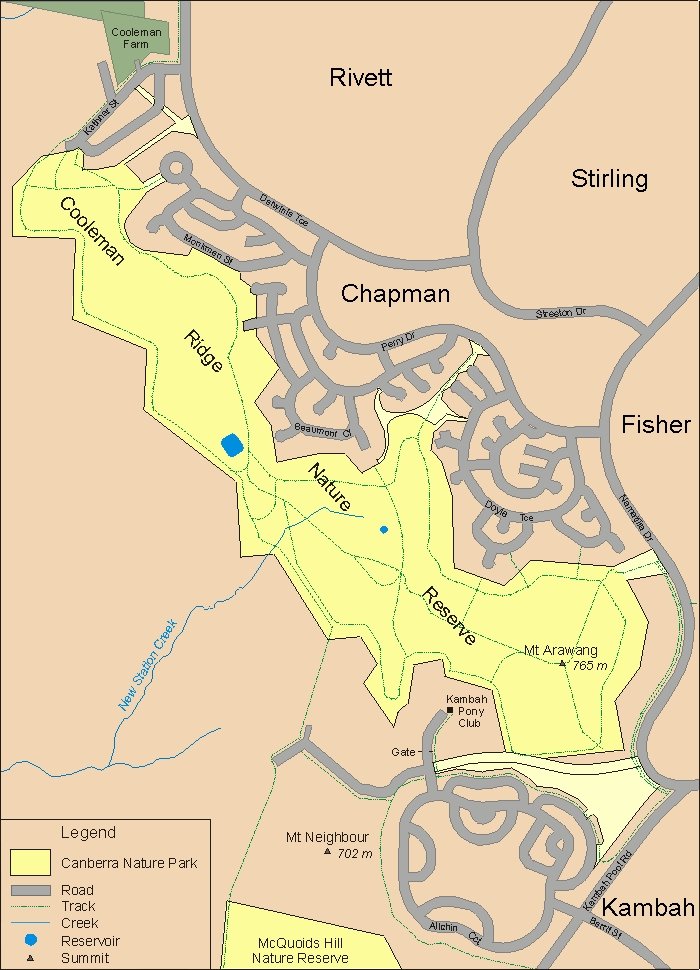 Cooleman
Farm
Rivett
Kathner St
Stirling
Cooleman
Darwinia Tce
Monkman St
Chapman
Streeton Dr
Ridge
Perry Dr
Fisher
Beaumont Cl
Nature
Doyle Tce
Namatjira Dr
Reserve
New Station Creek
Mt Arawang
765 m
Kambah
Pony
Club
Gate
Mt Neighbour
702 m
Kambah Pool Rd
Kambah
Allchin Cct
Barritt St
McQuoids Hill
Nature Reserve
Legend
Canberra Nature Park
Road
Track
Creek
Reservoir
Summit